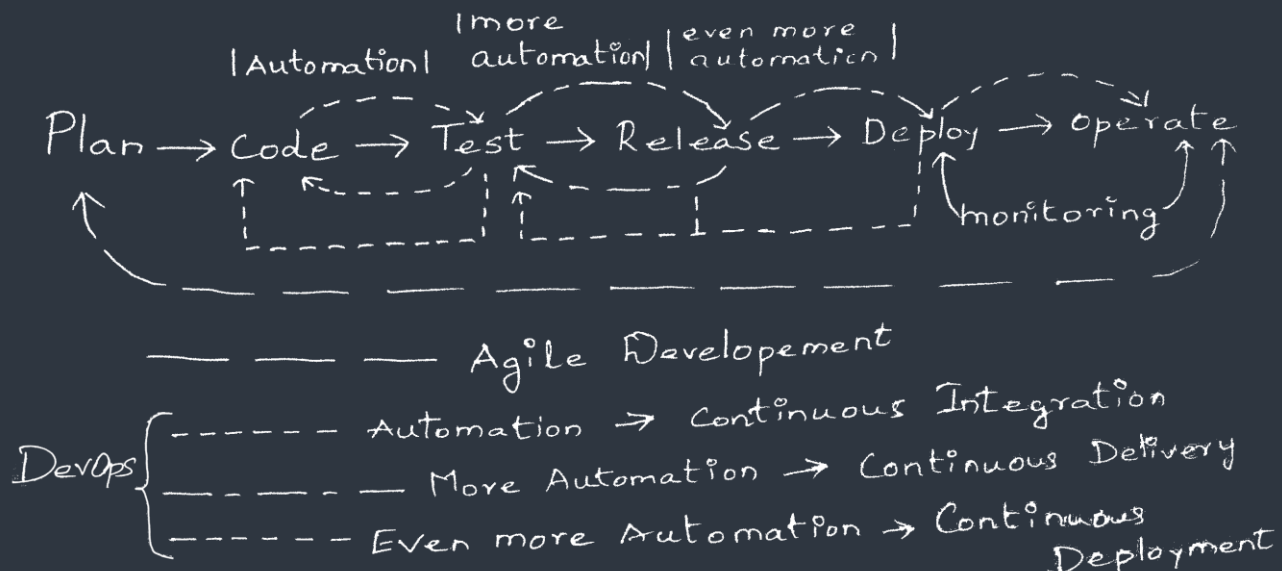 |Automation|
|more
automation|
|even more
automation|
Plan → Code → Test → Release → Deploy → operate
monitoring
Agile Developement
DevOps
Automation → Continuous Integration
More Automation → Continuous Delivery
Even more Automation → Continuous
Deployment